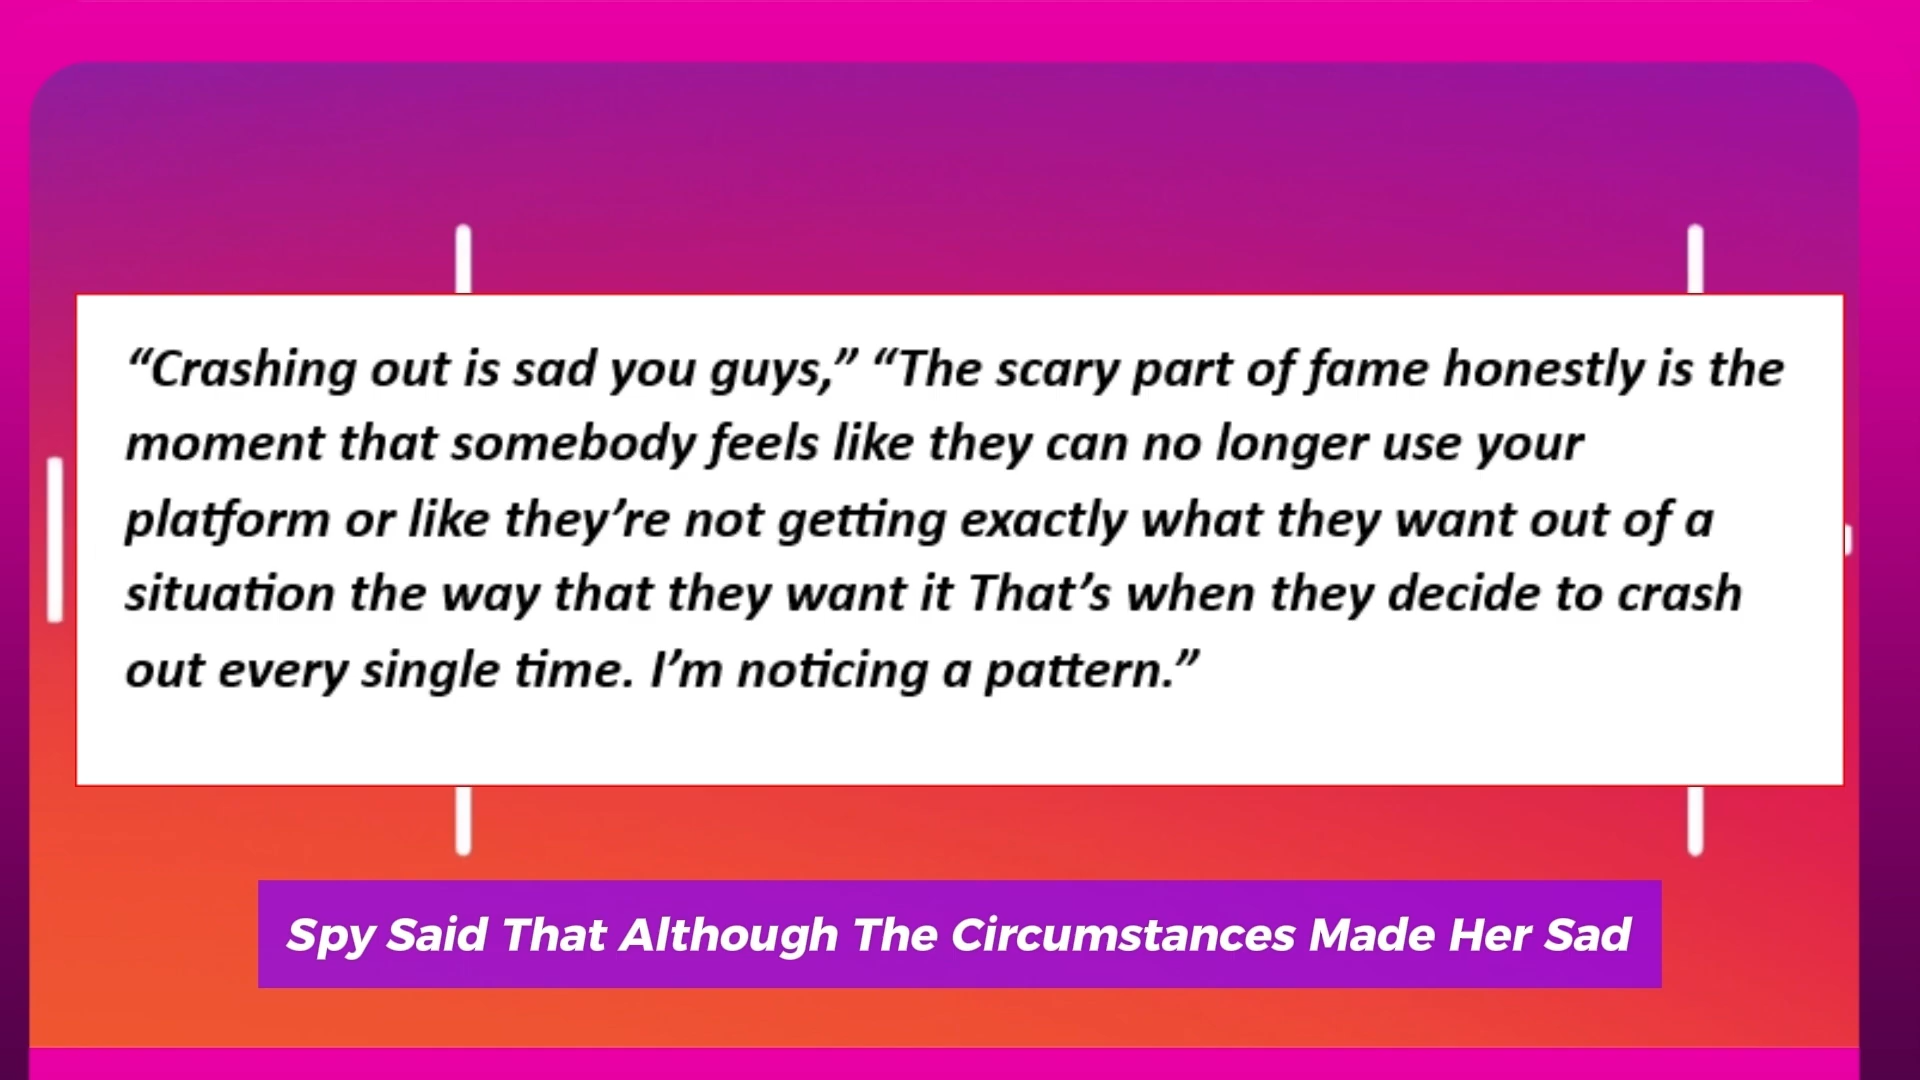 “Crashing out is sad you guys,” “The scary part of fame honestly is the
moment that somebody feels like they can no longer use your
platform or like they’re not getting exactly what they want out of a
situation the way that they want it That’s when they decide to crash
out every single time. I’m noticing a pattern.”
Spy Said That Although The Circumstances Made Her Sad